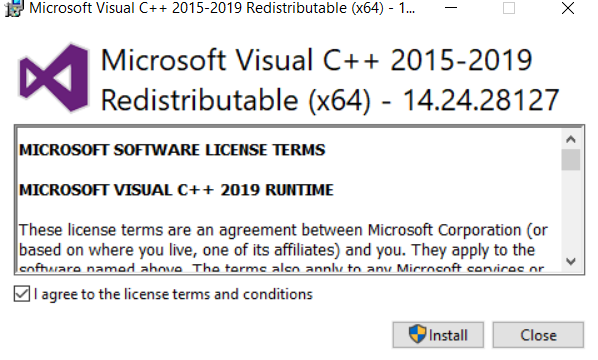 Microsoft Visual C++ 2015-2019 Redistributable (x64) - 1...
Microsoft Visual C++ 2015-2019
Redistributable (x64) - 14.24.28127
MICROSOFT SOFTWARE LICENSE TERMS
MICROSOFT VISUAL C++ 2019 RUNTIME
These license terms are an agreement between Microsoft Corporation (or
based on where you live, one of its affiliates) and you. They apply to the
software named above. The terms also apply to any Microsoft services or
I agree to the license terms and conditions
Install
Close